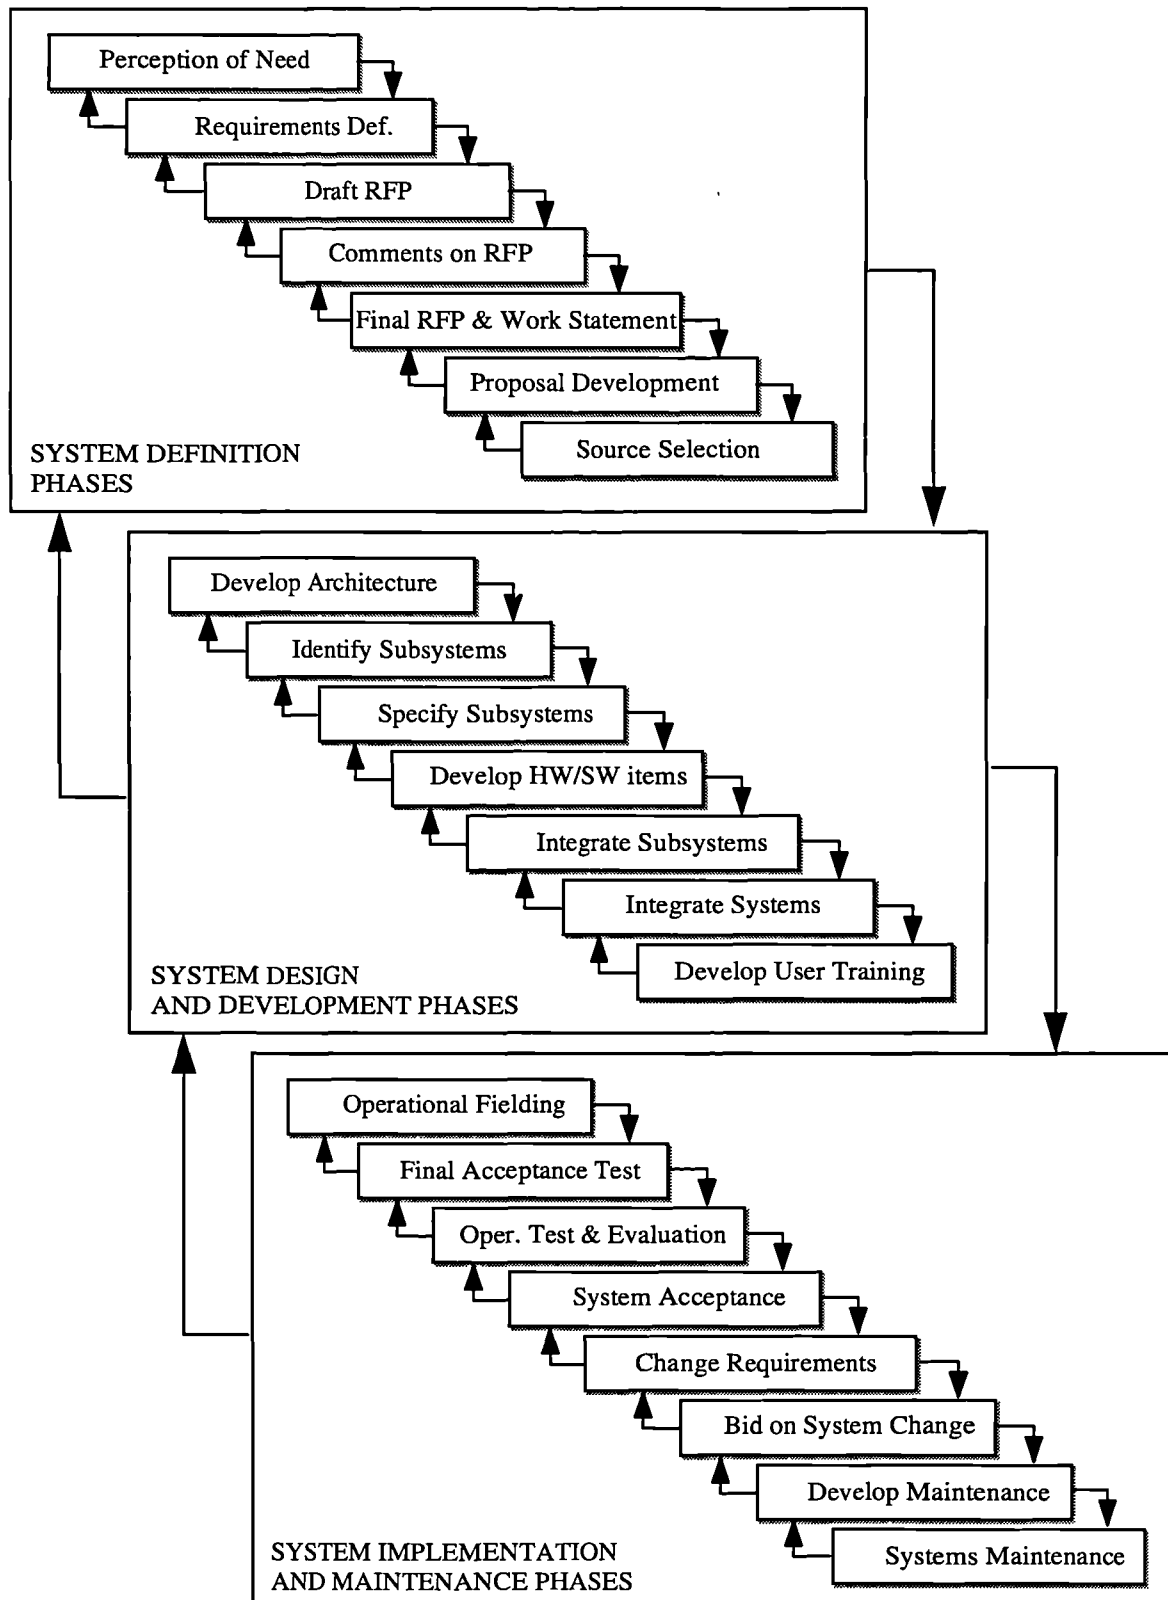 Perception of Need
Requirements Def.
Draft RFP
Comments on RFP
Final RFP & Work Statement
Proposal Development
Source Selection
SYSTEM DEFINITION
PHASES
Develop Architecture
Identify Subsystems
Specify Subsystems
Develop HW/SW items
Integrate Subsystems
Integrate Systems
Develop User Training
SYSTEM DESIGN
AND DEVELOPMENT PHASES
Operational Fielding
Final Acceptance Test
Oper. Test & Evaluation
System Acceptance
Change Requirements
Bid on System Change
Develop Maintenance
Systems Maintenance
SYSTEM IMPLEMENTATION
AND MAINTENANCE PHASES